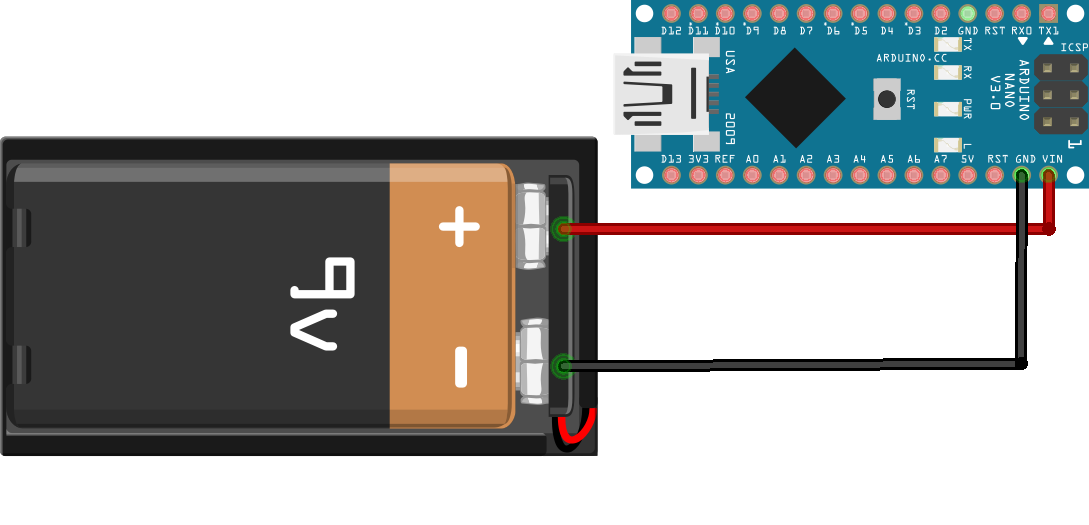 D12 D11 D10 D9 D8 D7 D6 D5 D4 D3 D2 GND RST RX0 TX1
TX
RX
PWR
L
ICSP
1
USA
2009
ARDUINO.CC
RST
ARDUINO
NANO
V3.0
D13 3V3 REF A0 A1 A2 A3 A4 A5 A6 A7 5V RST GND VIN
+
9V
-